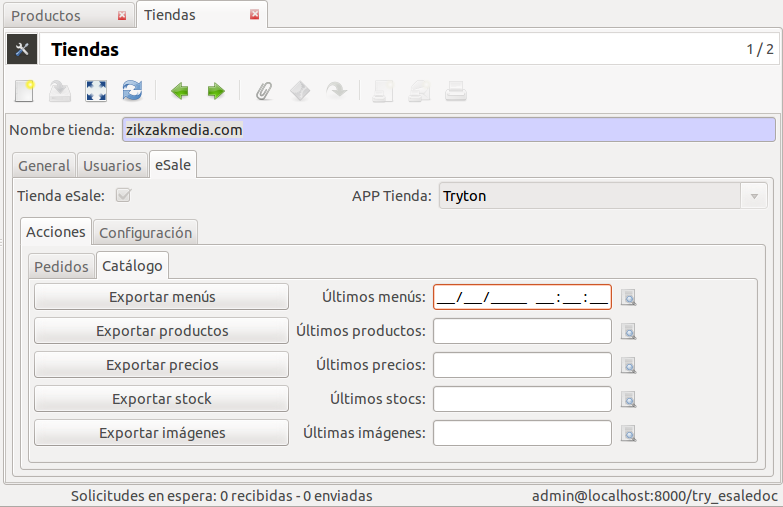 Productos Tiendas
Tiendas 1 / 2
Nombre tienda: zikzakmedia.com
General Usuarios eSale
Tienda eSale: APP Tienda: Tryton
Acciones Configuración
Pedidos Catálogo
Exportar menús Últimos menús: __/__/____ __:__:__
Exportar productos Últimos productos:
Exportar precios Últimos precios:
Exportar stock Últimos stocs:
Exportar imágenes Últimas imágenes:
Solicitudes en espera: 0 recibidas - 0 enviadas admin@localhost:8000/try_esaledoc